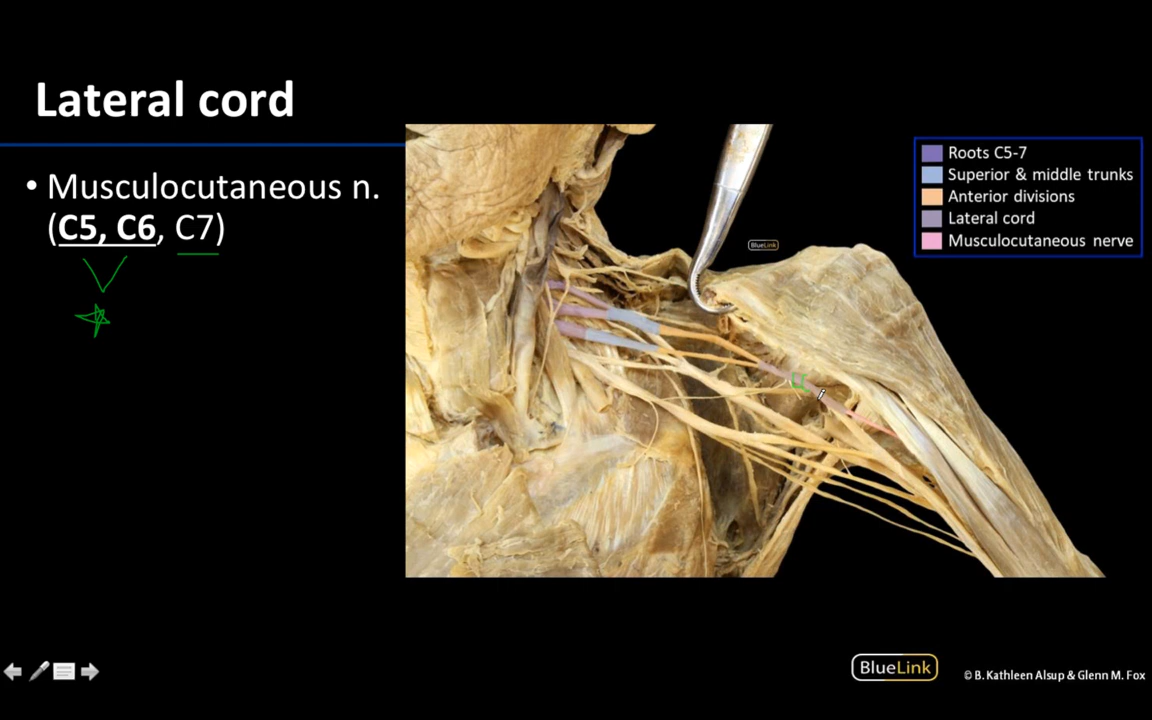 Lateral cord
• Musculocutaneous n.
(C5, C6, C7)
Roots C5-7
Superior & middle trunks
Anterior divisions
Lateral cord
Musculocutaneous nerve
BlueLink
BlueLink
© B. Kathleen Alsup & Glenn M. Fox